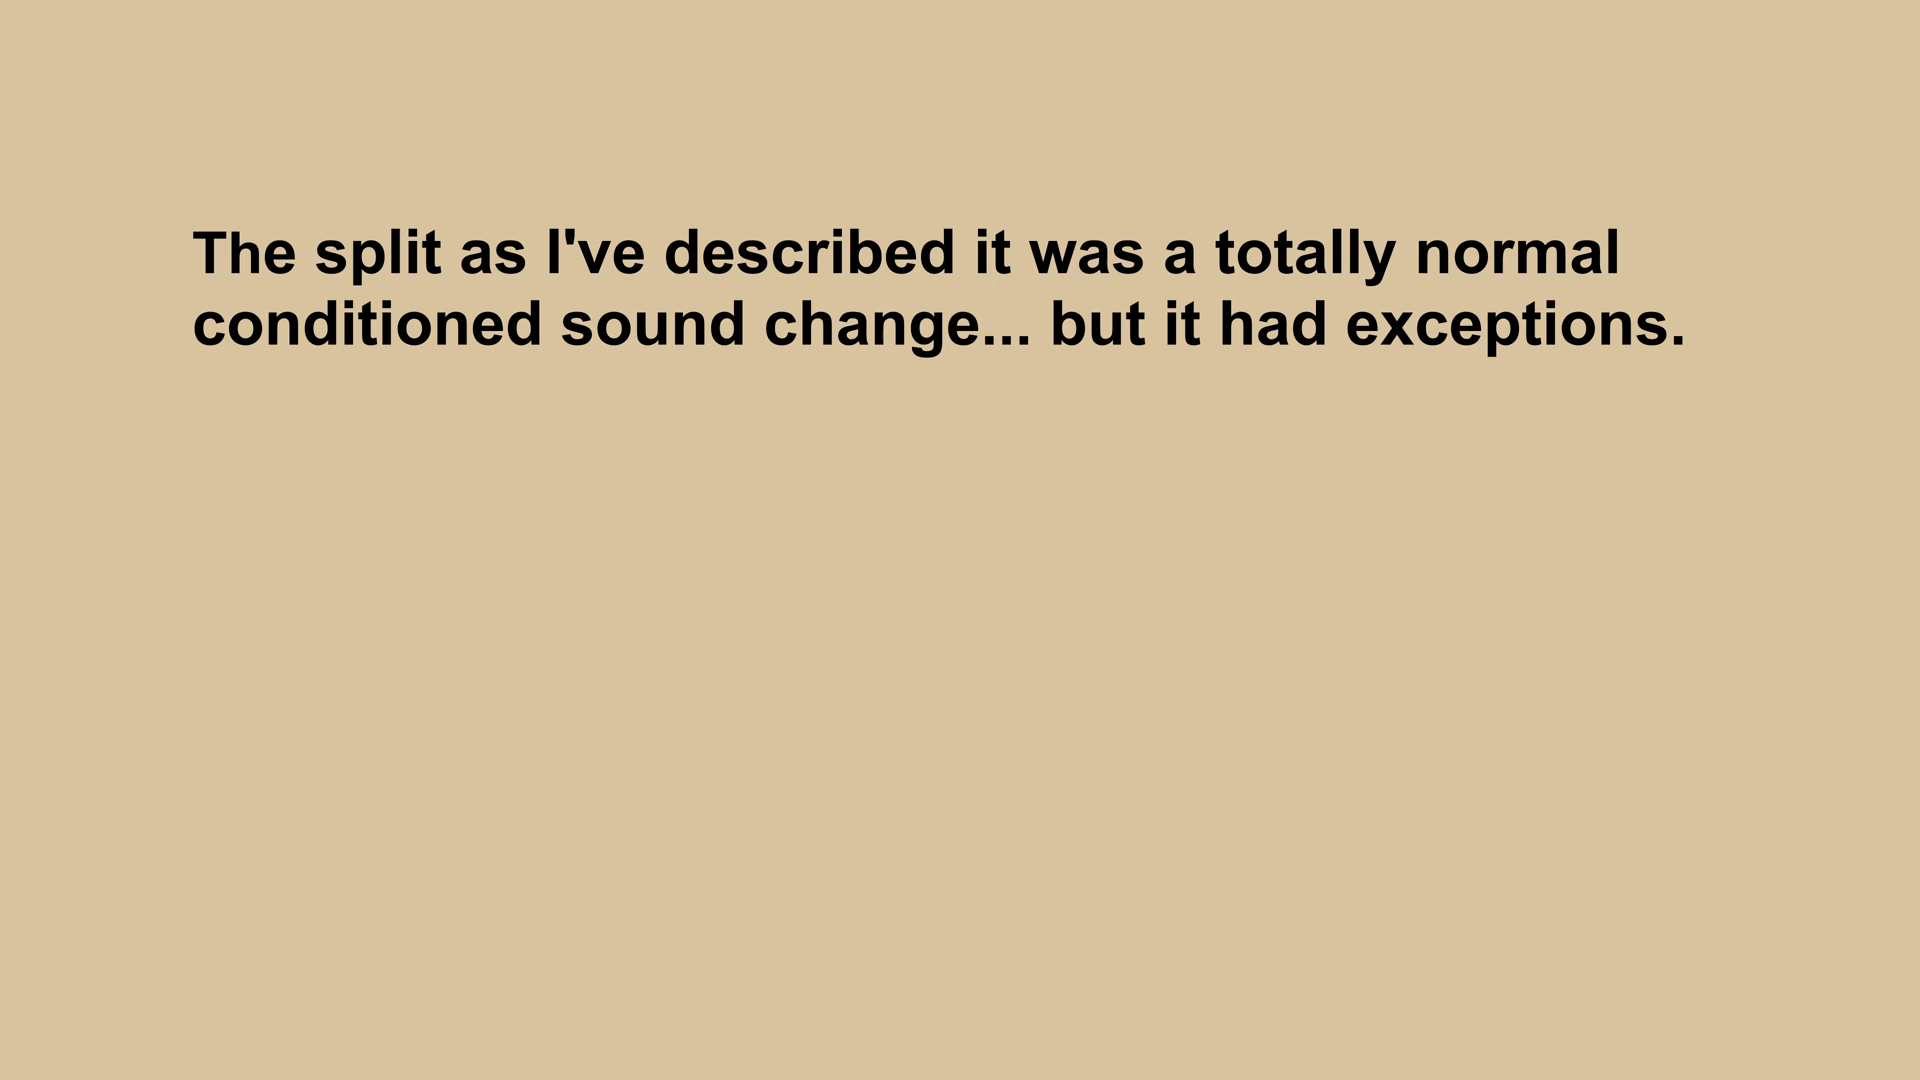 The split as I've described it was a totally normal
conditioned sound change... but it had exceptions.